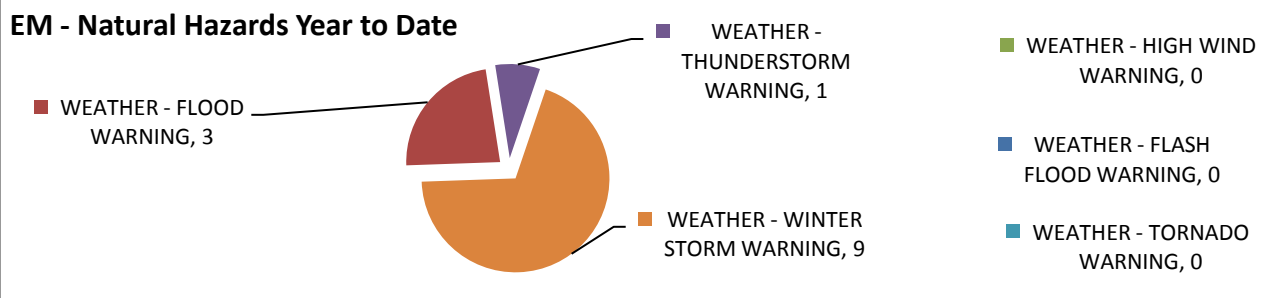 EM - Natural Hazards Year to Date
WEATHER - FLOOD
WARNING, 3
WEATHER -
THUNDERSTORM
WARNING, 1
WEATHER - WINTER
STORM WARNING, 9
WEATHER - HIGH WIND
WARNING, 0
WEATHER - FLASH
FLOOD WARNING, 0
WEATHER - TORNADO
WARNING, 0